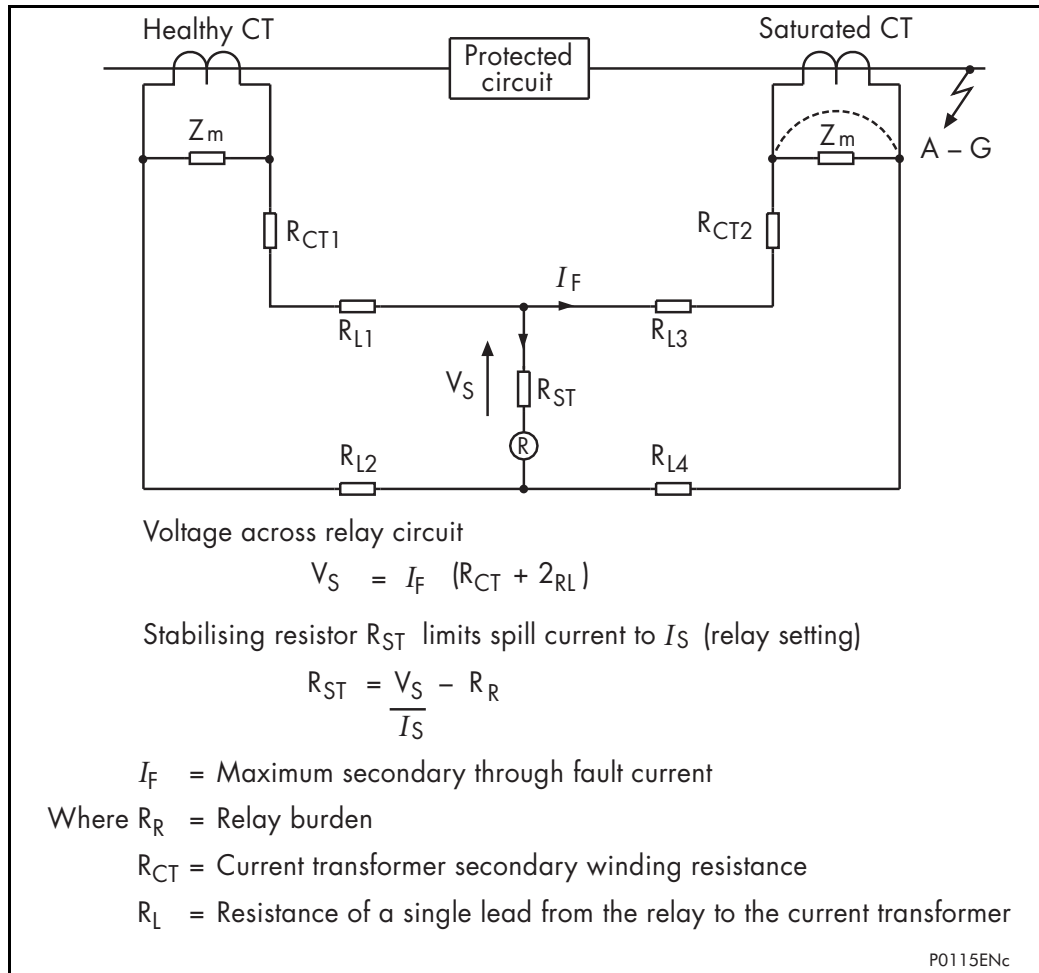 Healthy CT
Saturated CT
Protected
circuit
Zm
Zm
A – G
RCT1
RCT2
IF
RL1
RL3
VS
RST
R
RL2
RL4
Voltage across relay circuit
VS = IF (RCT + 2RL)
Stabilising resistor RST limits spill current to IS (relay setting)
RST = VS – RR
IS
IF = Maximum secondary through fault current
Where RR = Relay burden
RCT = Current transformer secondary winding resistance
RL = Resistance of a single lead from the relay to the current transformer
P0115ENc